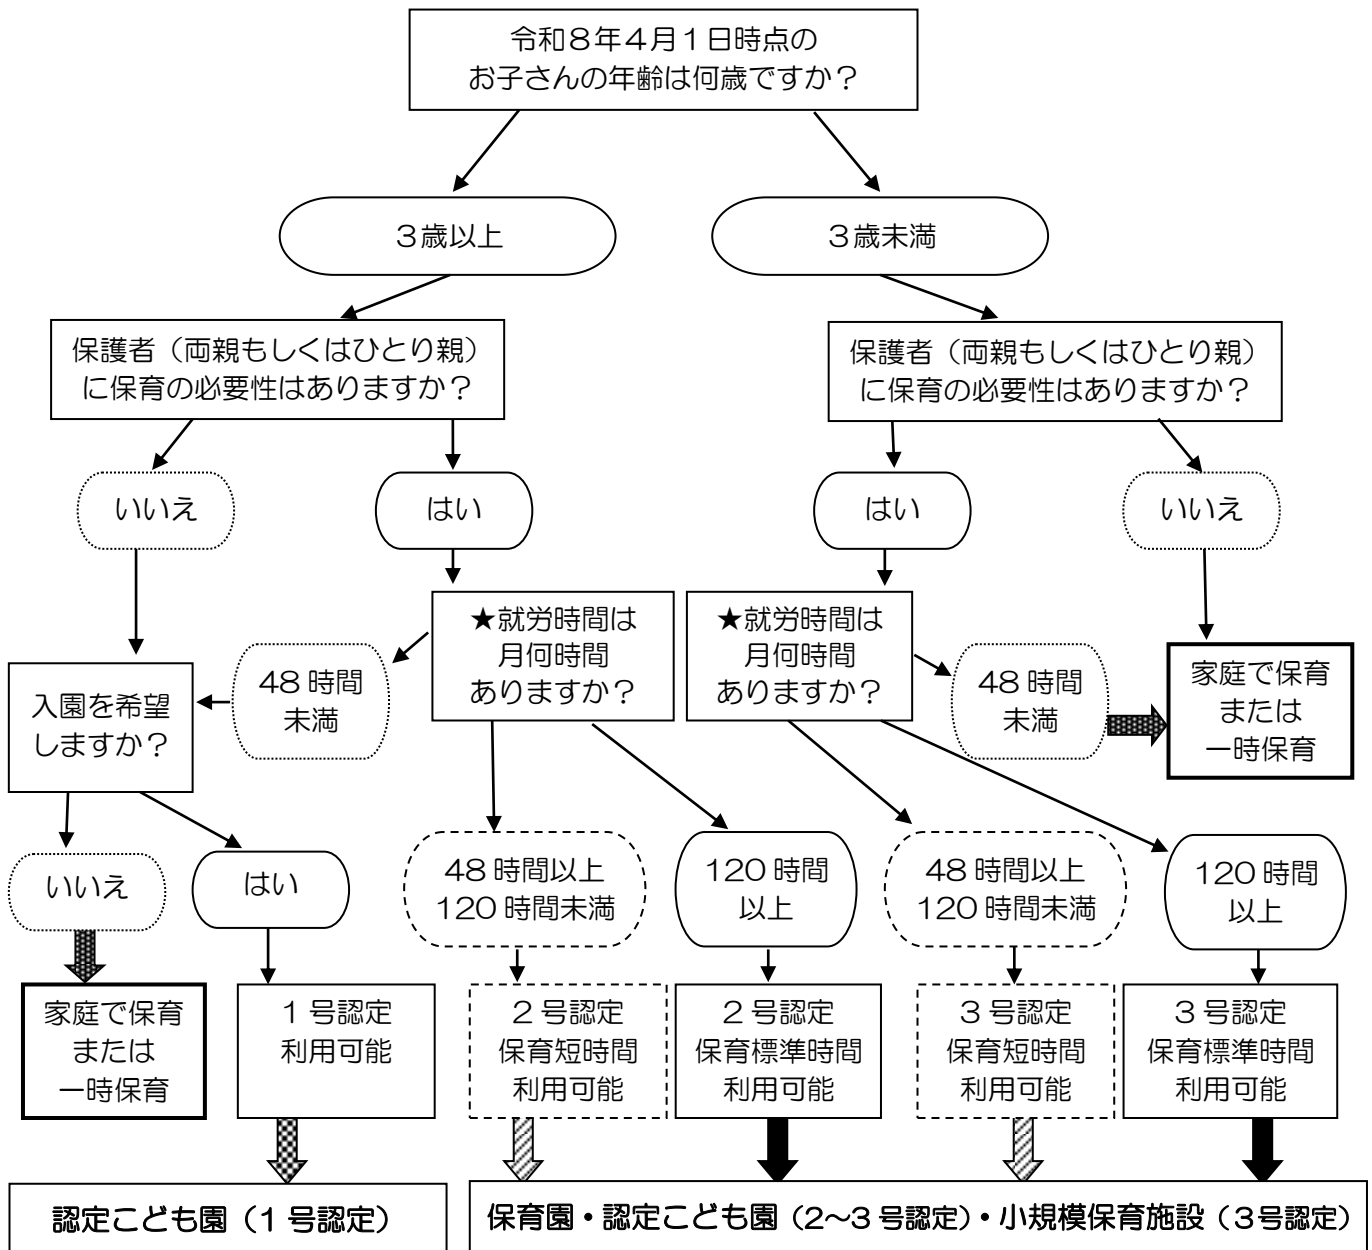 令和８年４月１日時点の
お子さんの年齢は何歳ですか？
３歳以上
３歳未満
保護者（両親もしくはひとり親）
に保育の必要性はありますか？
保護者（両親もしくはひとり親）
に保育の必要性はありますか？
いいえ
はい
はい
いいえ
★就労時間は
月何時間
ありますか？
★就労時間は
月何時間
ありますか？
48 時間
未満
48 時間
未満
家庭で保育
または
一時保育
入園を希望
しますか？
いいえ
はい
48 時間以上
120 時間未満
120 時間
以上
48 時間以上
120 時間未満
120 時間
以上
家庭で保育
または
一時保育
１号認定
利用可能
２号認定
保育短時間
利用可能
２号認定
保育標準時間
利用可能
３号認定
保育短時間
利用可能
３号認定
保育標準時間
利用可能
認定こども園（１号認定）
保育園・認定こども園（2～３号認定）・小規模保育施設（３号認定）